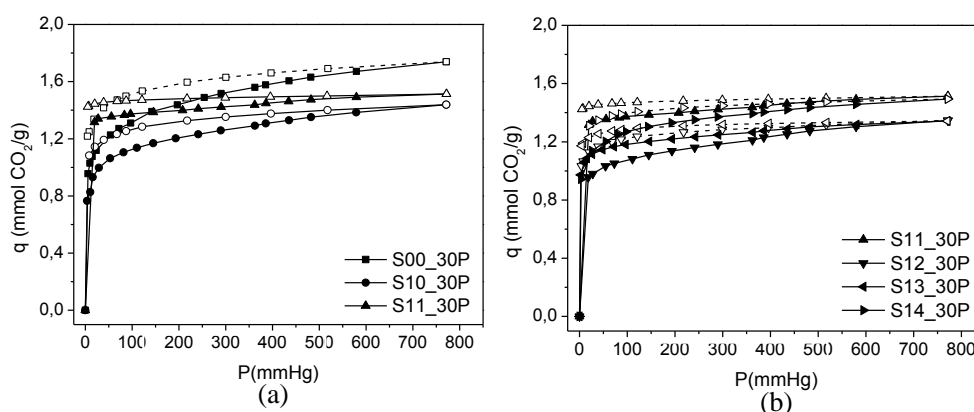 q (mmol CO2/g)
2,0
1,6
1,2
0,8
0,4
0,0
0 100 200 300 400 500 600 700 800
P(mmHg)
S00_30P
S10_30P
S11_30P
(a)
q (mmol CO2/g)
2,0
1,6
1,2
0,8
0,4
0,0
0 100 200 300 400 500 600 700 800
P(mmHg)
S11_30P
S12_30P
S13_30P
S14_30P
(b)